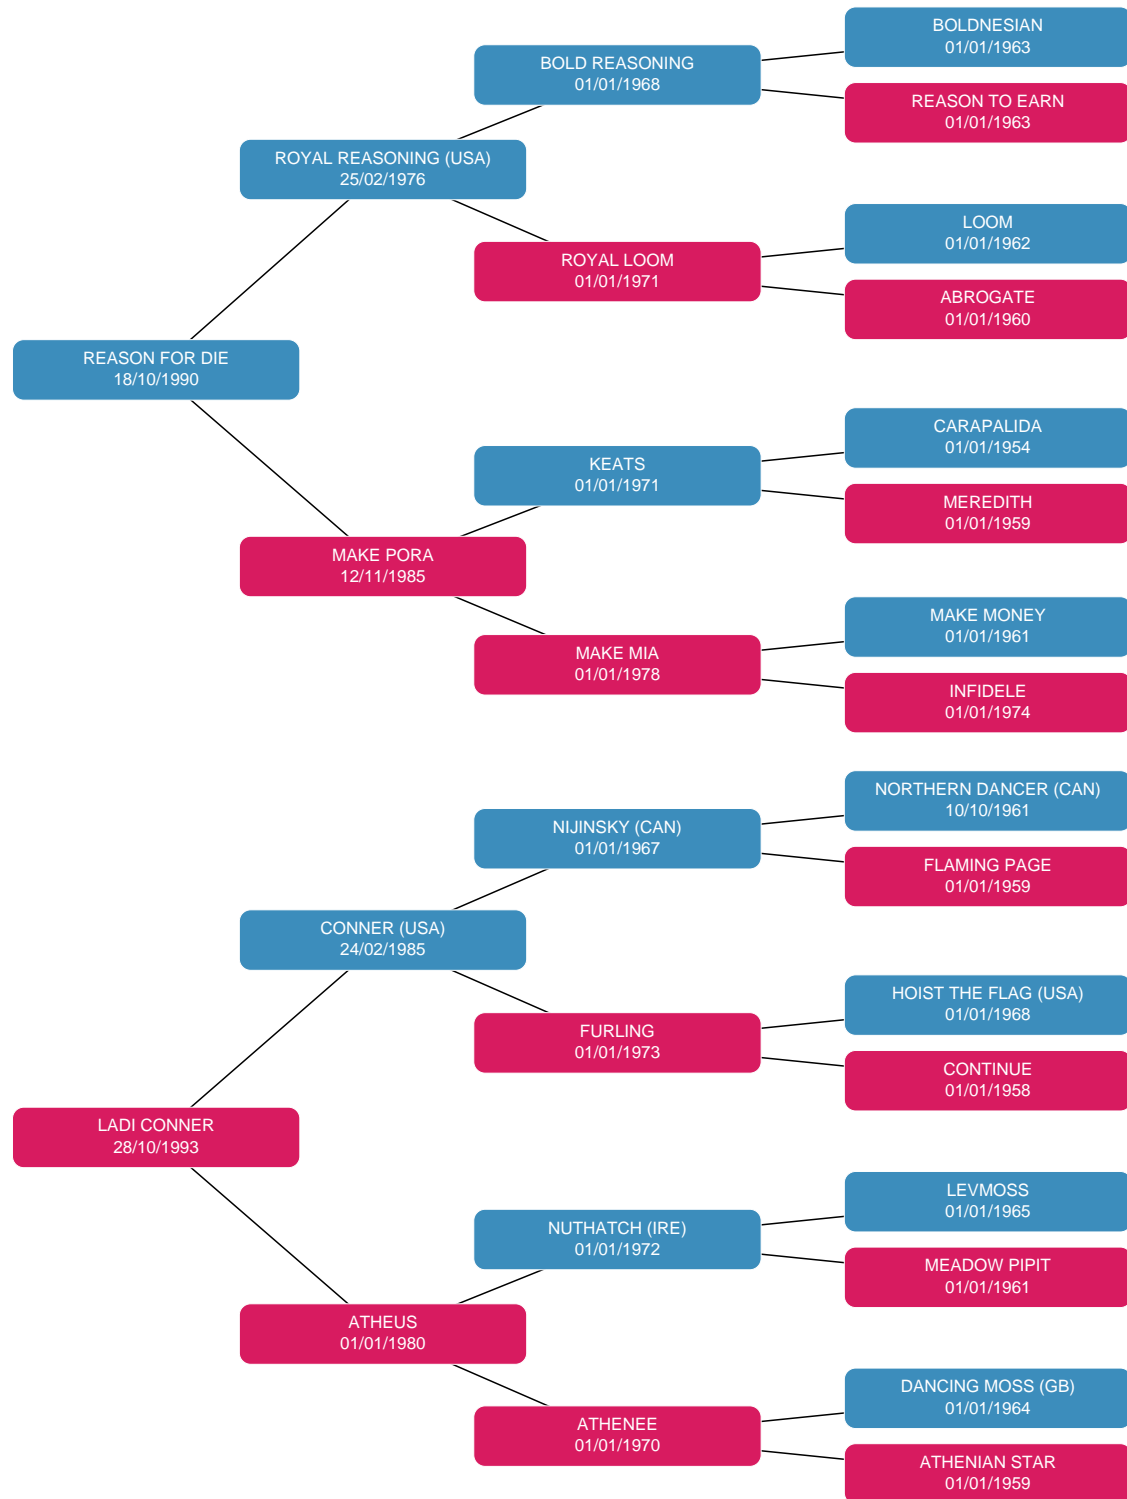 BOLDNESIAN
01/01/1963
BOLD REASONING
01/01/1968
REASON TO EARN
01/01/1963
ROYAL REASONING (USA)
25/02/1976
LOOM
01/01/1962
ROYAL LOOM
01/01/1971
ABROGATE
01/01/1960
REASON FOR DIE
18/10/1990
CARAPALIDA
01/01/1954
KEATS
01/01/1971
MEREDITH
01/01/1959
MAKE PORA
12/11/1985
MAKE MONEY
01/01/1961
MAKE MIA
01/01/1978
INFIDELE
01/01/1974
NORTHERN DANCER (CAN)
10/10/1961
NIJINSKY (CAN)
01/01/1967
FLAMING PAGE
01/01/1959
CONNER (USA)
24/02/1985
HOIST THE FLAG (USA)
01/01/1968
FURLING
01/01/1973
CONTINUE
01/01/1958
LADI CONNER
28/10/1993
LEVMOSS
01/01/1965
NUTHATCH (IRE)
01/01/1972
MEADOW PIPIT
01/01/1961
ATHEUS
01/01/1980
DANCING MOSS (GB)
01/01/1964
ATHENEE
01/01/1970
ATHENIAN STAR
01/01/1959